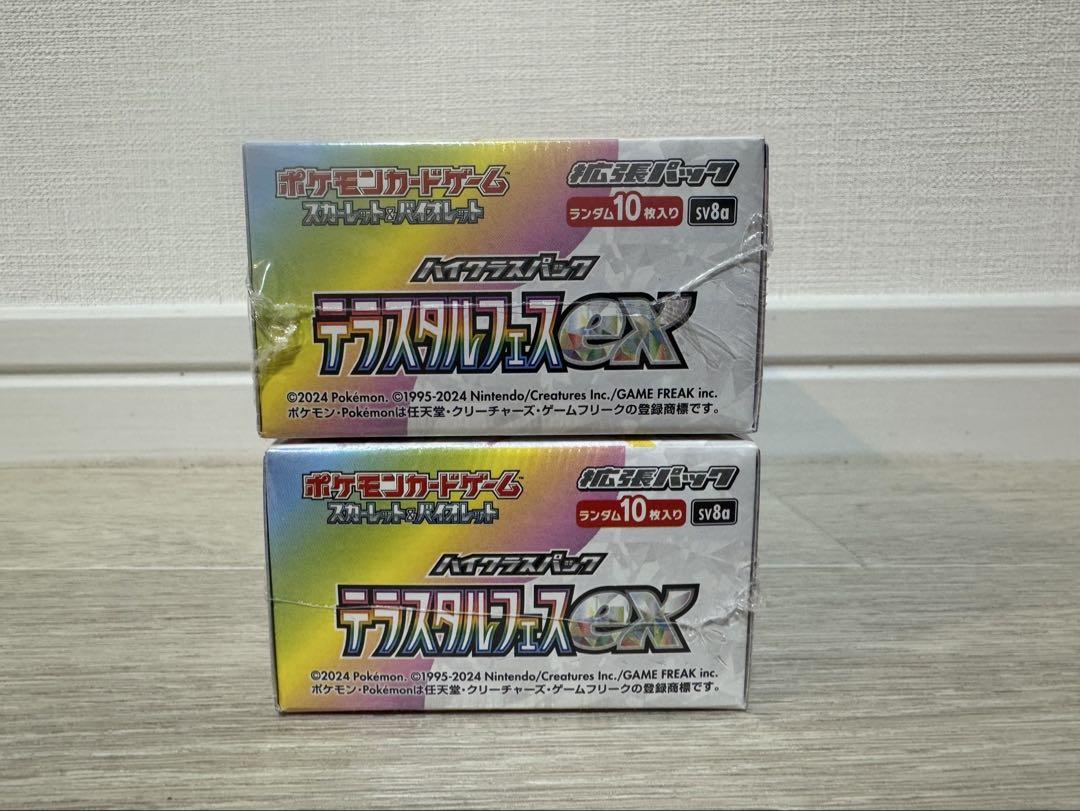 ポケモンカードゲーム™
スカーレット&バイオレット
拡張パック
ランダム10枚入り SV8a
ハイクラスパック
テラスタルフェスex
©2024 Pokémon. ©1995-2024 Nintendo/Creatures Inc./GAME FREAK inc.
ポケモン・Pokémonは任天堂・クリーチャーズ・ゲームフリークの登録商標です。
ポケモンカードゲーム™
スカーレット&バイオレット
拡張パック
ランダム10枚入り SV8a
ハイクラスパック
テラスタルフェスex
©2024 Pokémon. ©1995-2024 Nintendo/Creatures Inc./GAME FREAK inc.
ポケモン・Pokémonは任天堂・クリーチャーズ・ゲームフリークの登録商標です。